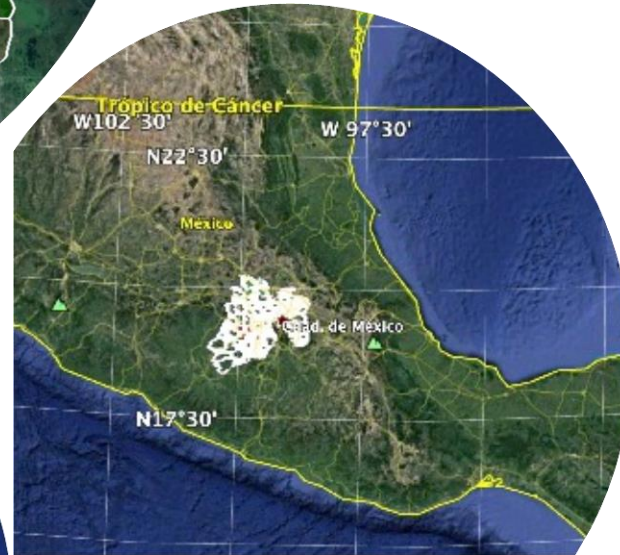 Trópico de Cáncer
W102°30'
W 97°30'
N22°30'
México
Cuad. de México
N17°30'